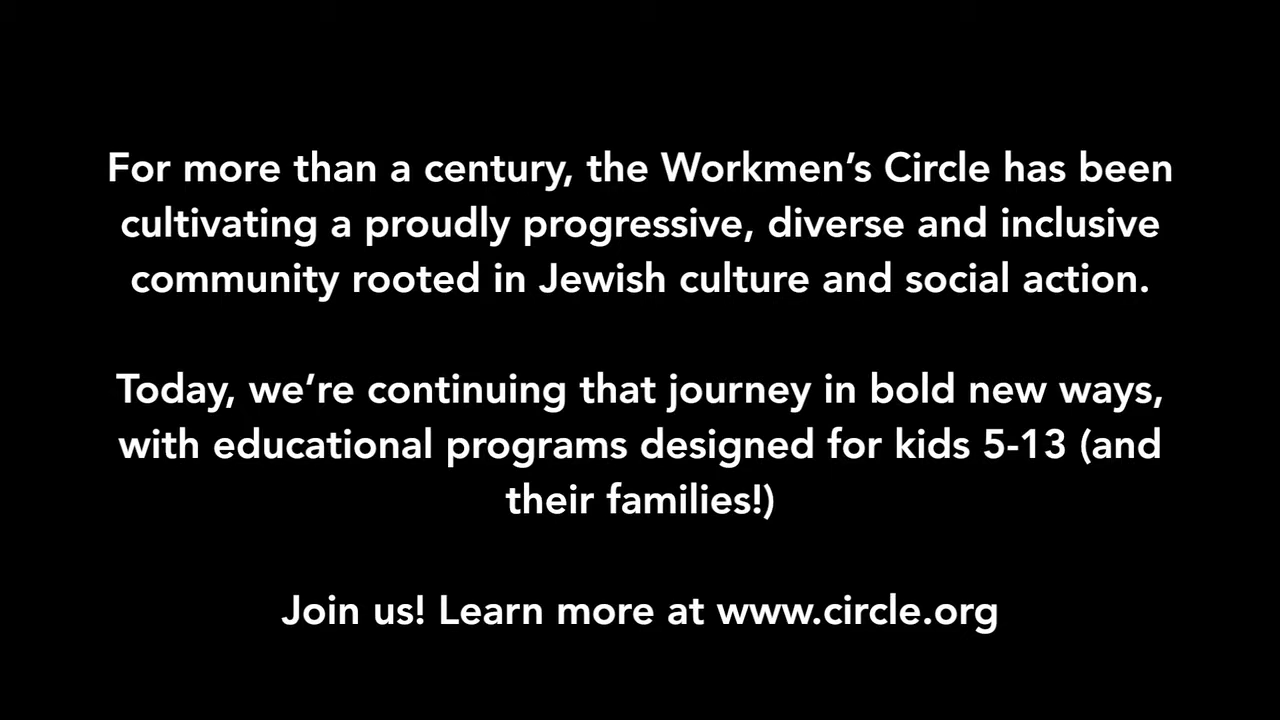 For more than a century, the Workmen’s Circle has been
cultivating a proudly progressive, diverse and inclusive
community rooted in Jewish culture and social action.
Today, we’re continuing that journey in bold new ways,
with educational programs designed for kids 5-13 (and
their families!)
Join us! Learn more at www.circle.org